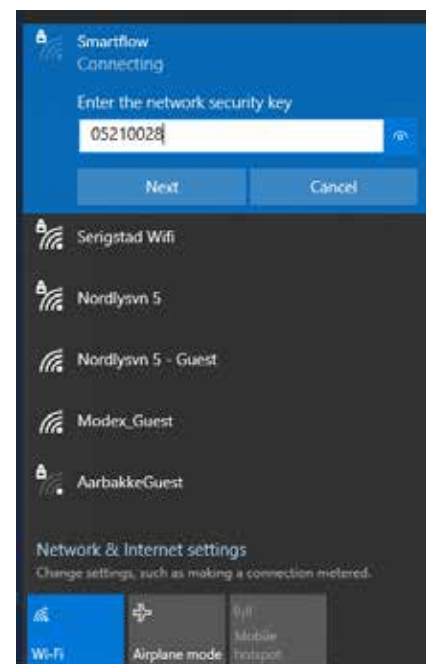 Smartflow
Connecting
Enter the network security key
05210028
Next Cancel
Serigstad Wifi
Nordlysvn 5
Nordlysvn 5 - Guest
Modex_Guest
AarbakkeGuest
Network & Internet settings
Change settings, such as making a connection metered.
Wi-Fi Airplane mode Mobile
hotspot